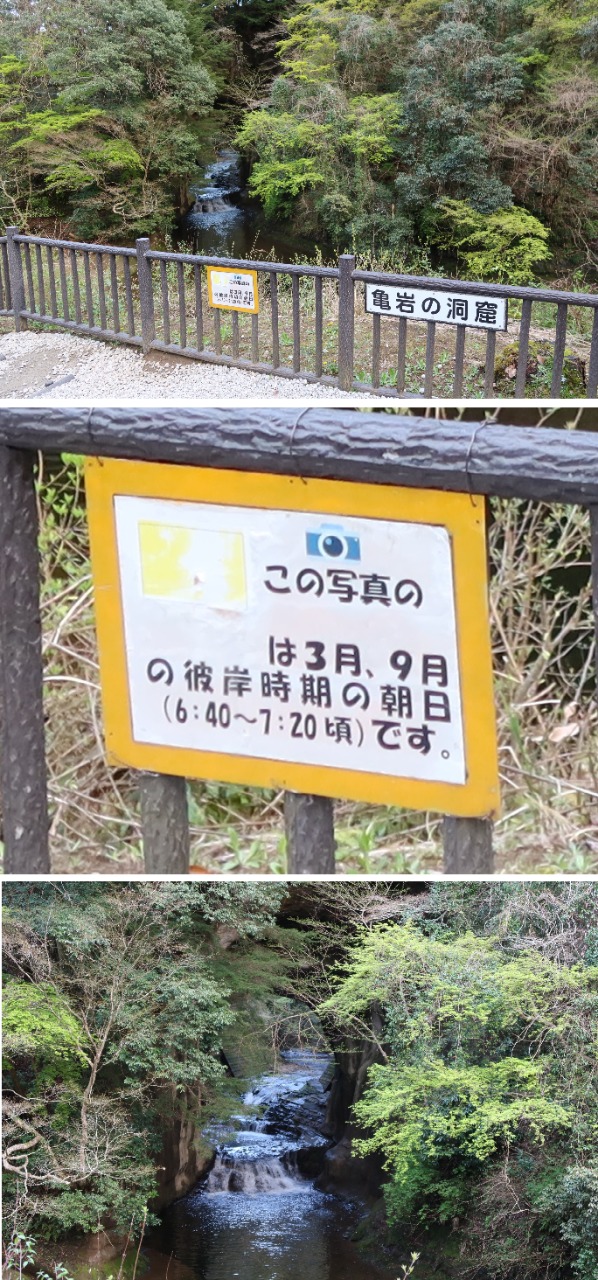 亀岩の洞窟
この写真の
は3月、9月
の彼岸時期の朝日
(6:40〜7:20頃)です。